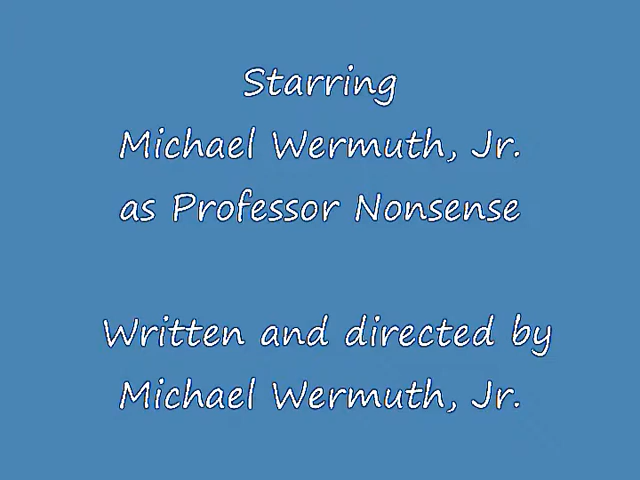 Starring
Michael Wermuth, Jr.
as Professor Nonsense
Written and directed by
Michael Wermuth, Jr.